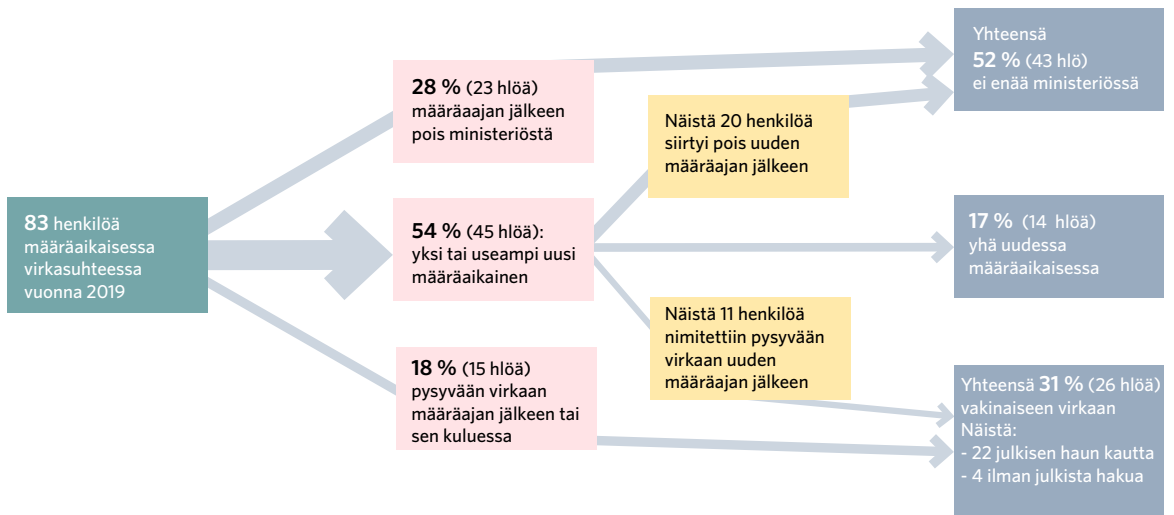 83 henkilöä
määräaikaisessa
virkasuhteessa
vuonna 2019
28 % (23 hlöä)
määräaajan jälkeen
pois ministeriöstä
54 % (45 hlöä):
yksi tai useampi uusi
määräaikainen
18 % (15 hlöä)
pysyvään virkaan
määräajan jälkeen tai
sen kuluessa
Näistä 20 henkilöä
siirtyi pois uuden
määräajan jälkeen
Näistä 11 henkilöä
nimitettiin pysyvään
virkaan uuden
määräajan jälkeen
Yhteensä
52 % (43 hlö)
ei enää ministeriössä
17 % (14 hlöä)
yhä uudessa
määräaikaisessa
Yhteensä 31 % (26 hlöä)
vakinaiseen virkaan
Näistä:
- 22 julkisen haun kautta
- 4 ilman julkista hakua